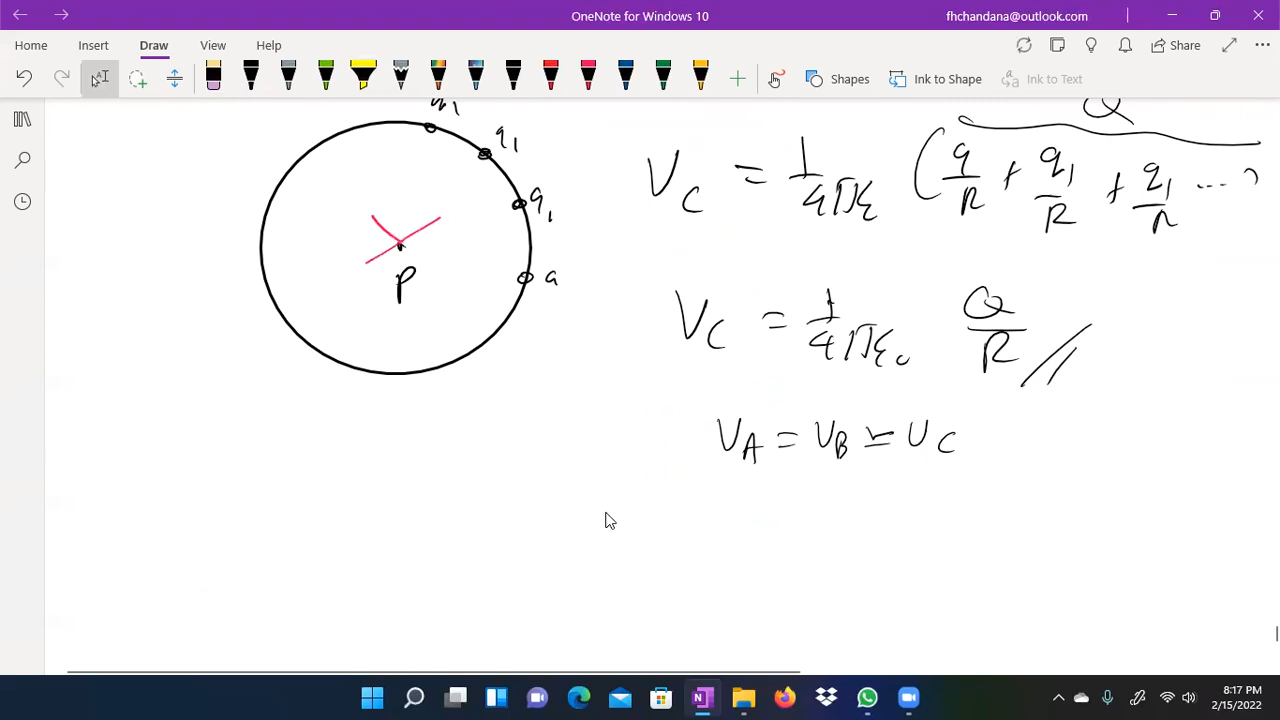 OneNote for Windows 10
fhchandana@outlook.com
Home Insert Draw View Help
Share
Shapes
Ink to Shape
Ink to Text
Q
q1
q1
q1
a
P
VC = 1/4πε (q/R + q1/R + q1/R ....)
VC = 1/4πε0 Q/R //
VA = VB = VC
8:17 PM
2/15/2022